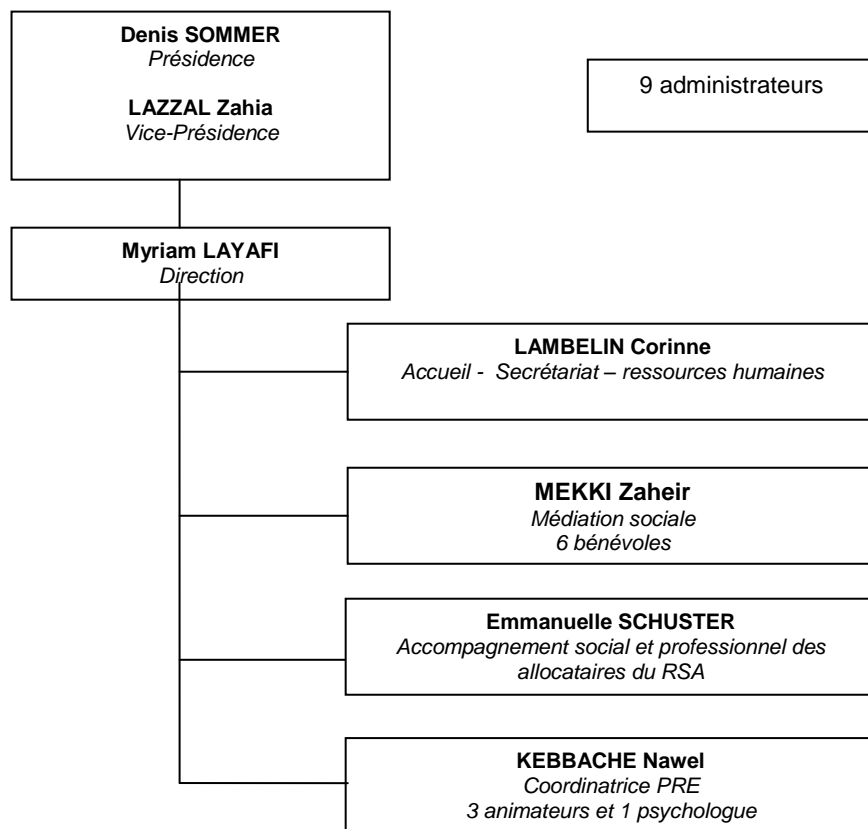 Denis SOMMER
Présidence
LAZZAL Zahia
Vice-Présidence
9 administrateurs
Myriam LAYAFI
Direction
LAMBELIN Corinne
Accueil - Secrétariat – ressources humaines
MEKKI Zaheir
Médiation sociale
6 bénévoles
Emmanuelle SCHUSTER
Accompagnement social et professionnel des
allocataires du RSA
KEBBACHE Nawel
Coordinatrice PRE
3 animateurs et 1 psychologue